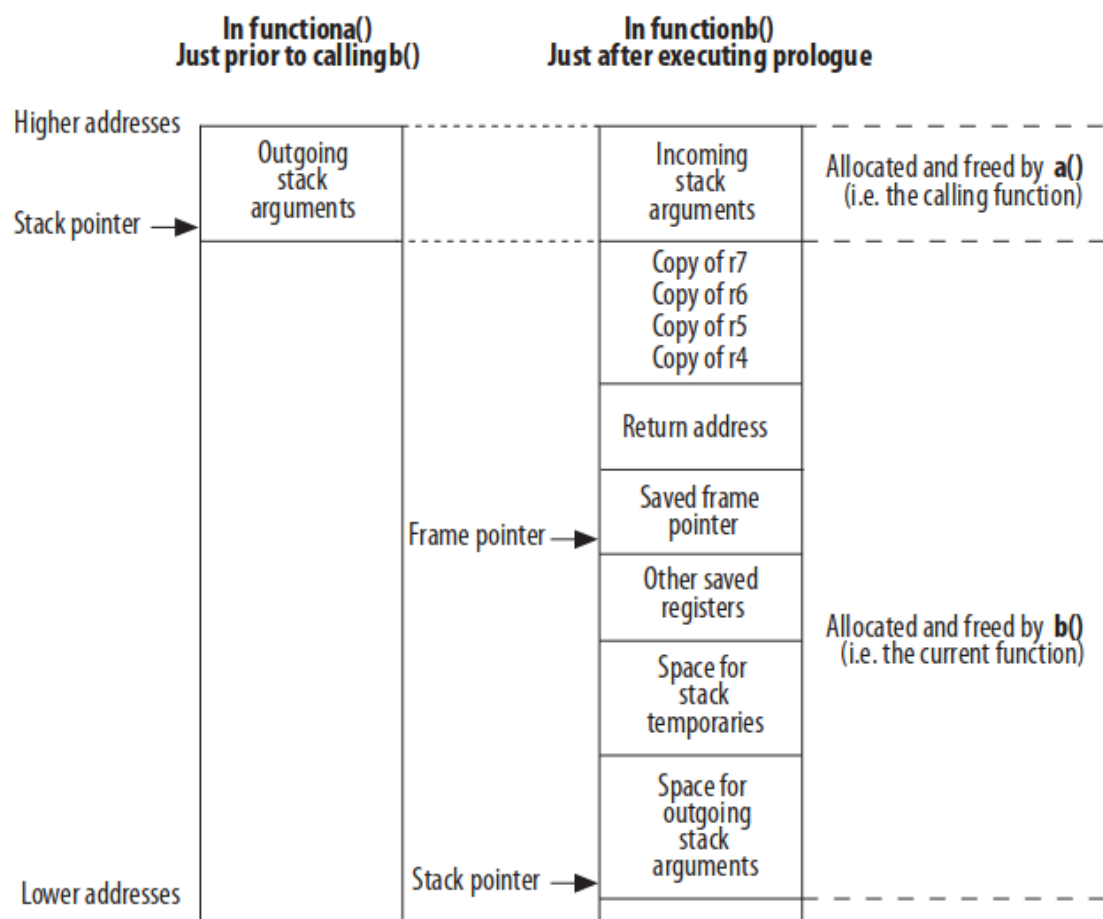 In functiona()
Just prior to callingb()
In functionb()
Just after executing prologue
Higher addresses
Outgoing
stack
arguments
Incoming
stack
arguments
Allocated and freed by a()
(i.e. the calling function)
Stack pointer
Copy of r7
Copy of r6
Copy of r5
Copy of r4
Return address
Saved frame
pointer
Frame pointer
Other saved
registers
Allocated and freed by b()
(i.e. the current function)
Space for
stack
temporaries
Space for
outgoing
stack
arguments
Stack pointer
Lower addresses